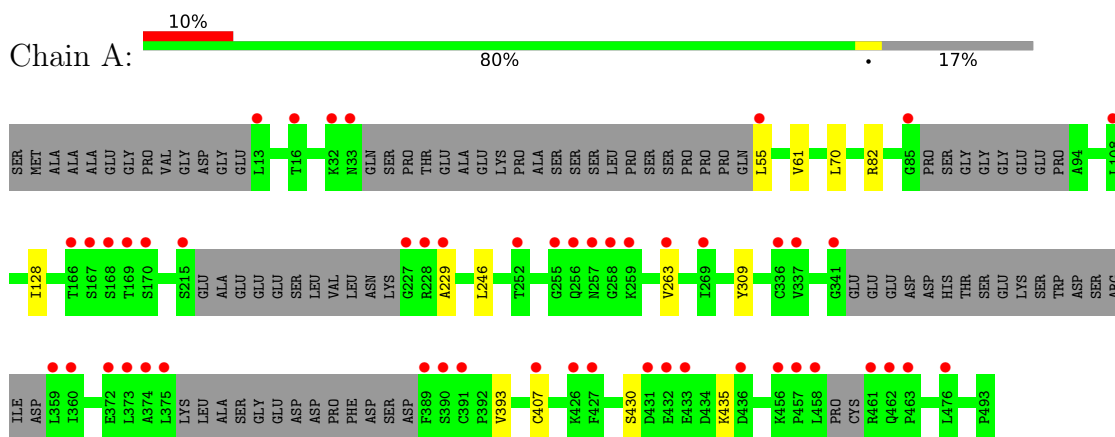 10%
Chain A:
80%
•
17%
SER MET ALA ALA ALA GLU GLY PRO VAL GLY ASP GLY GLU L13 T16 K32 N33 GLN SER PRO THR GLU ALA GLU LYS PRO ALA SER SER SER LEU PRO SER SER PRO PRO PRO GLN L55 V61 L70 R82 G85 PRO SER GLY GLY GLY GLU GLU PRO A94 L108
I128 T166 S167 S168 T169 S170 S215 GLU ALA GLU GLU GLU SER LEU VAL LEU ASN LYS G227 R228 A229 L246 T252 G255 Q256 N257 G258 K259 V263 I269 Y309 C336 V337 G341 GLU GLU GLU ASP ASP HIS THR SER GLU LYS SER TRP ASP SER ARG
ILE ASP L359 I360 E372 L373 A374 L375 LYS LEU ALA SER GLY GLU ASP ASP PRO PHE ASP SER ASP F389 S390 C391 P392 V393 C407 K426 F427 S430 D431 E432 E433 D434 K435 D436 K456 P457 L458 PRO CYS R461 Q462 P463 L476 P493